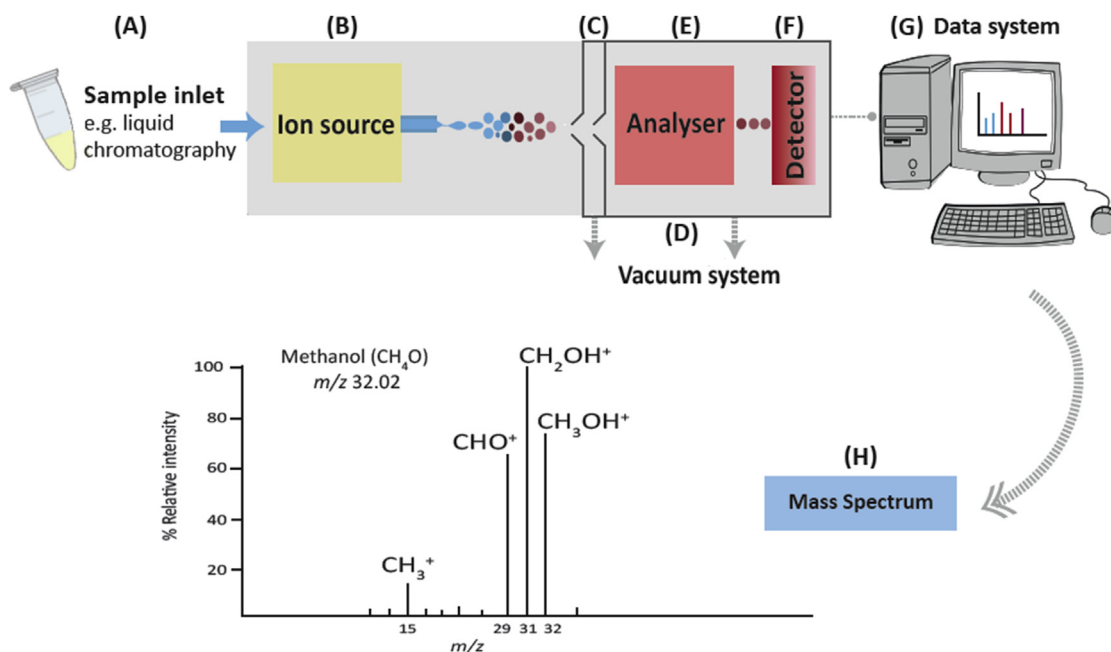 (A)
(B)
(C)
(E)
(F)
(G) Data system
Sample inlet
e.g. liquid
chromatography
Ion source
Analyser
Detector
(D)
Vacuum system
Methanol (CH₄O)
m/z 32.02
% Relative intensity
100
80
60
40
20
CH₂OH⁺
CH₃OH⁺
CHO⁺
CH₃⁺
15
29
31
32
m/z
(H)
Mass Spectrum